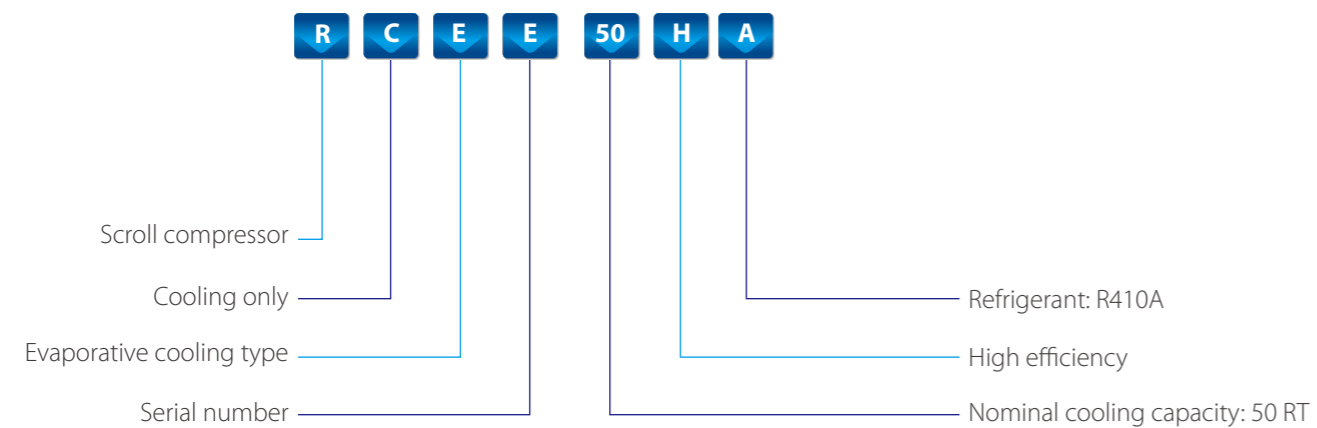 R C E E 50 H A
Scroll compressor
Cooling only
Refrigerant: R410A
Evaporative cooling type
High efficiency
Serial number
Nominal cooling capacity: 50 RT